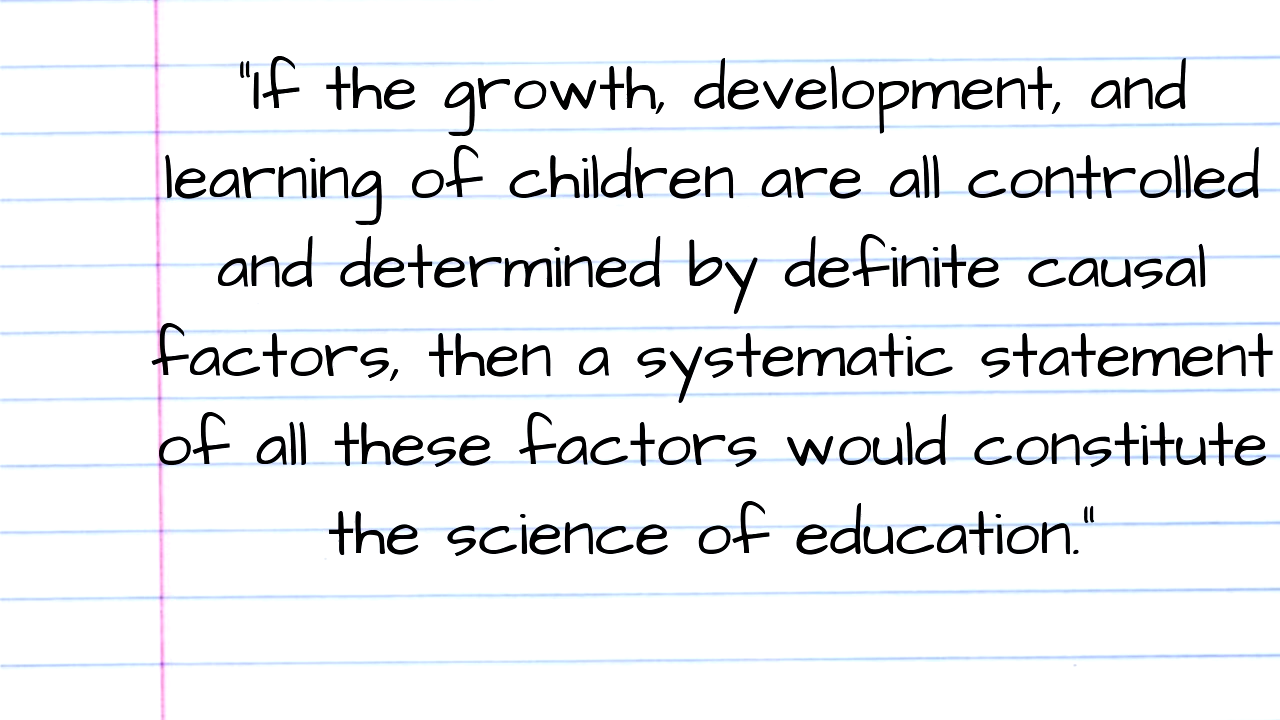 "If the growth, development, and
learning of children are all controlled
and determined by definite causal
factors, then a systematic statement
of all these factors would constitute
the science of education."